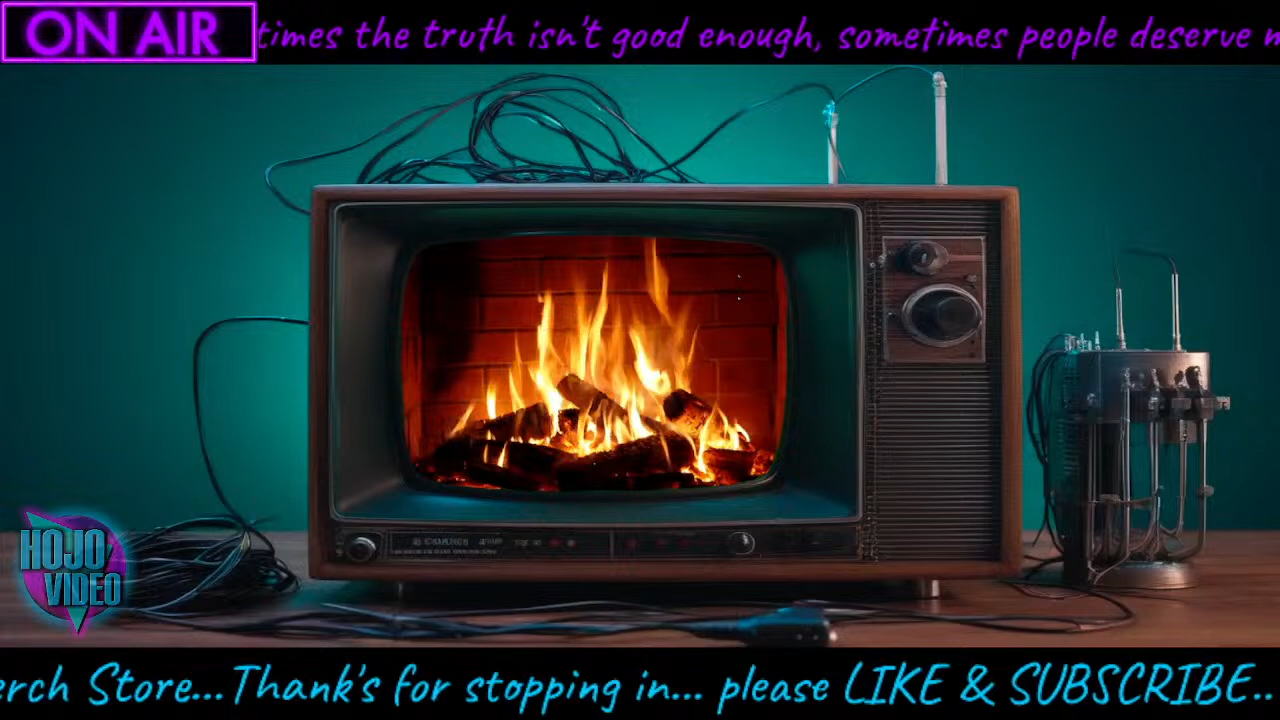 ON AIR
times the truth isn't good enough, sometimes people deserve
HOJO
VIDEO
erch Store... Thank's for stopping in... please LIKE & SUBSCRIBE..